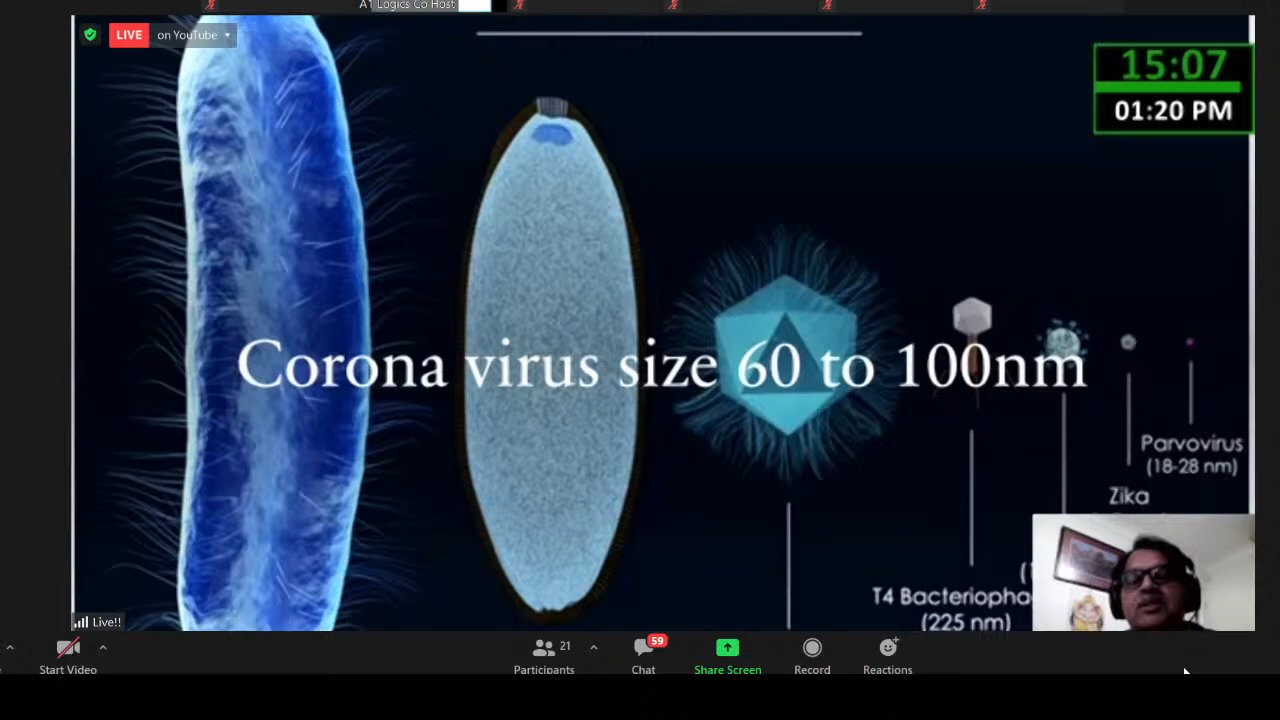 A1 Logics Co Host
LIVE on YouTube
15:07
01:20 PM
Corona virus size 60 to 100nm
Parvovirus
(18-28 nm)
Zika
T4 Bacteriopha
(225 nm)
Live!!
Start Video
21
Participants
59
Chat
Share Screen
Record
Reactions